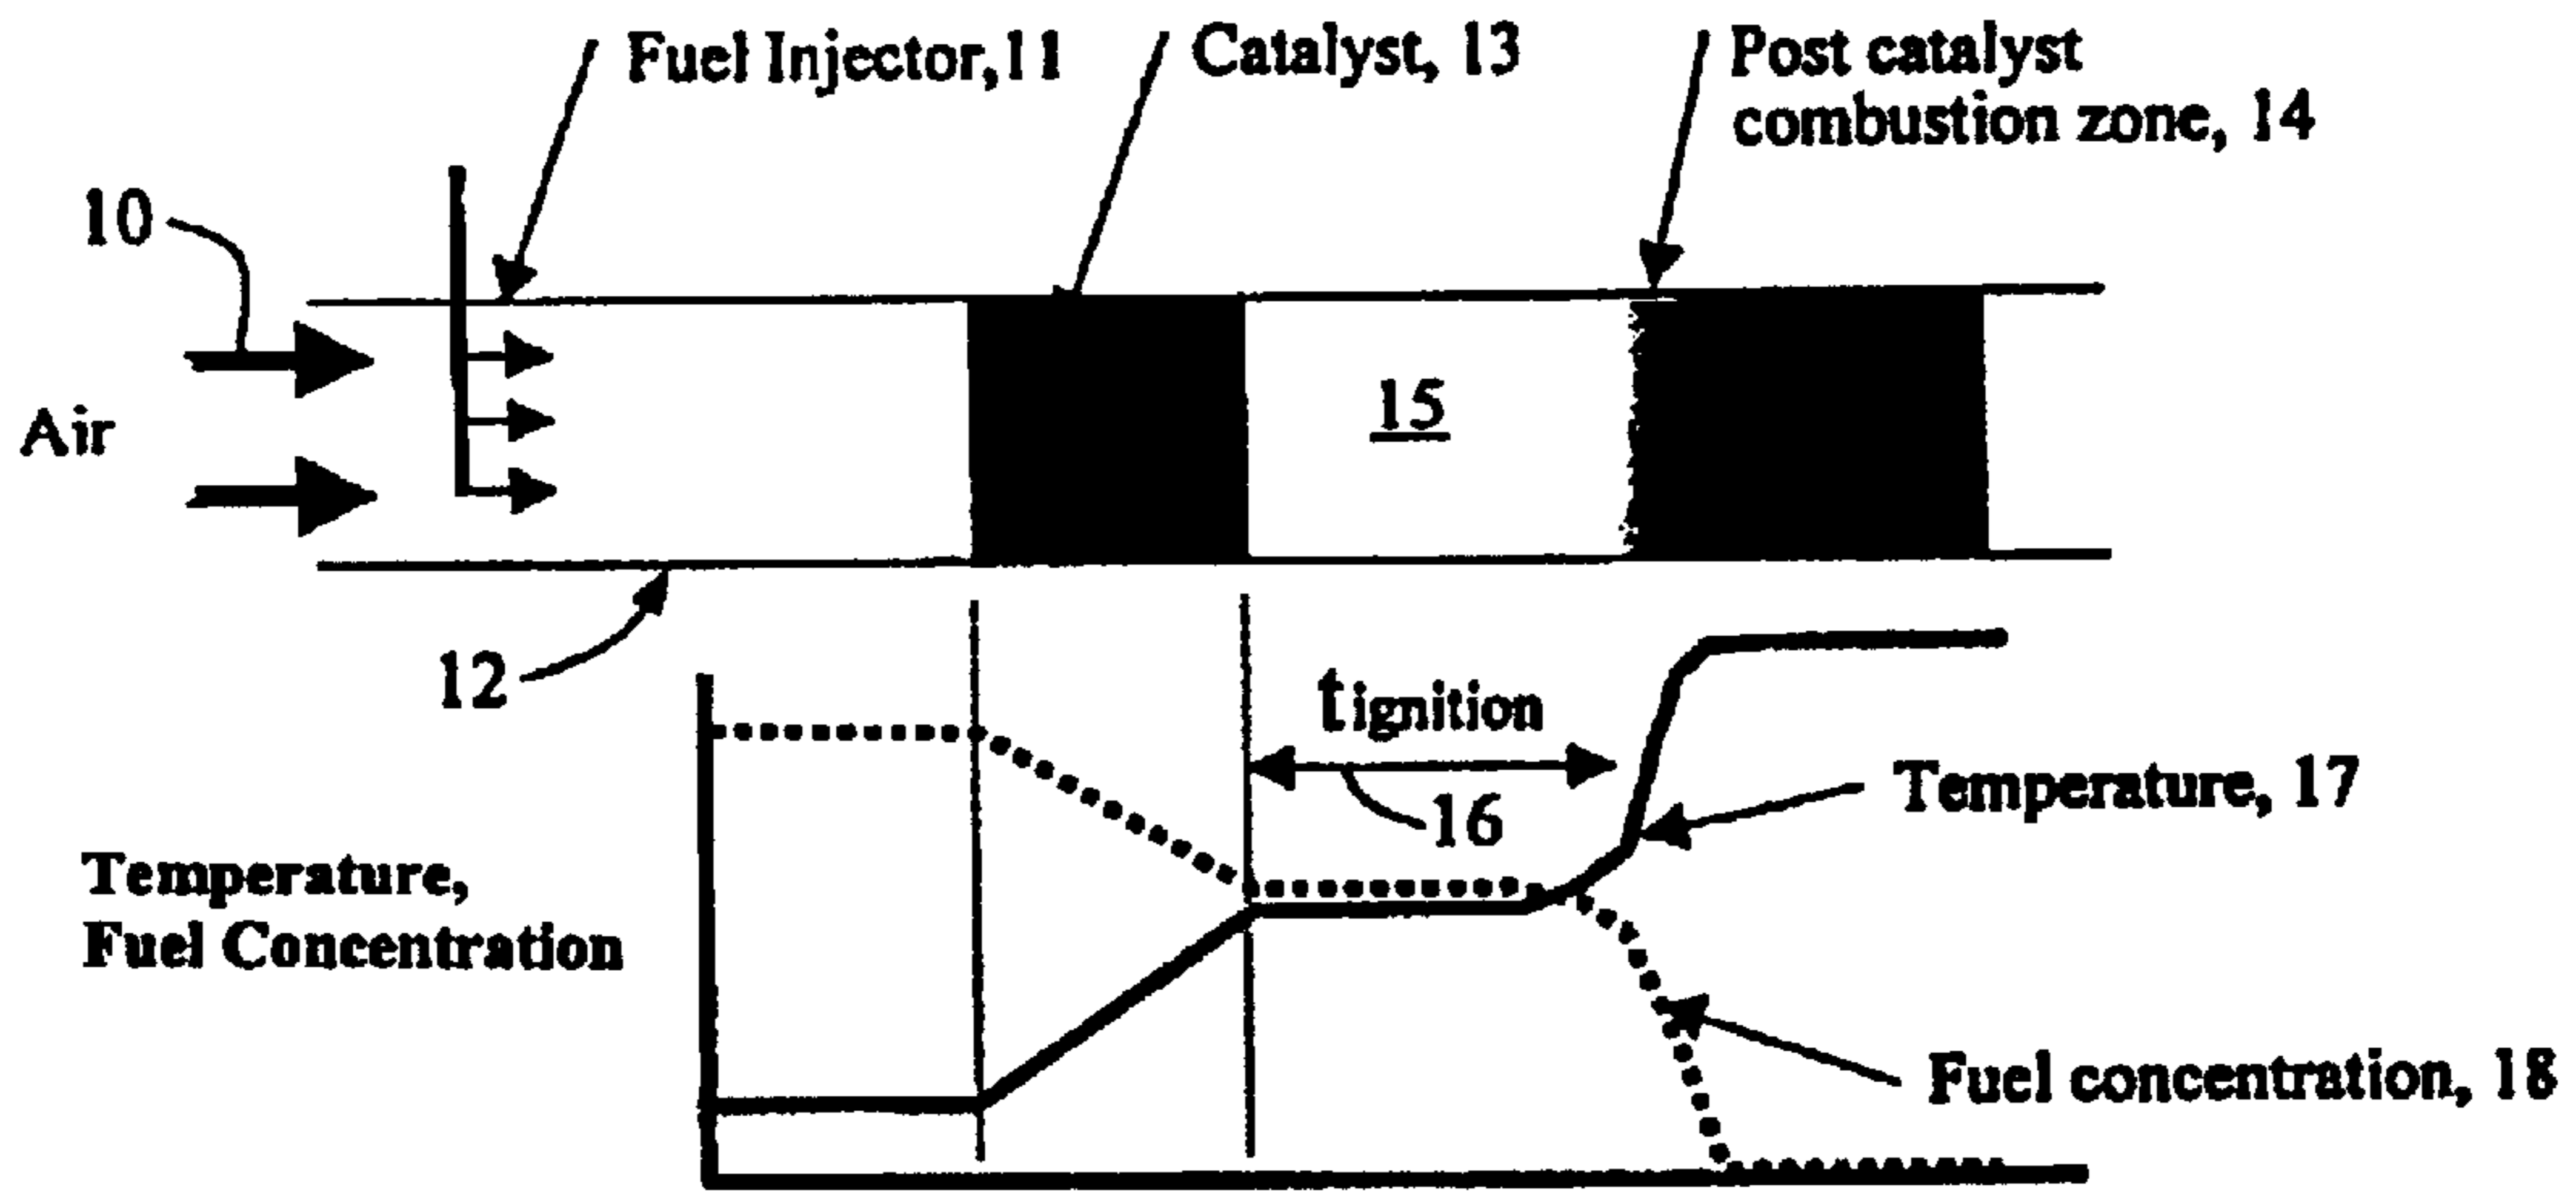 Fuel Injector,11
Catalyst, 13
Post catalyst
combustion zone, 14
10
Air
15
12
tignition
16
Temperature, 17
Temperature,
Fuel Concentration
Fuel concentration, 18